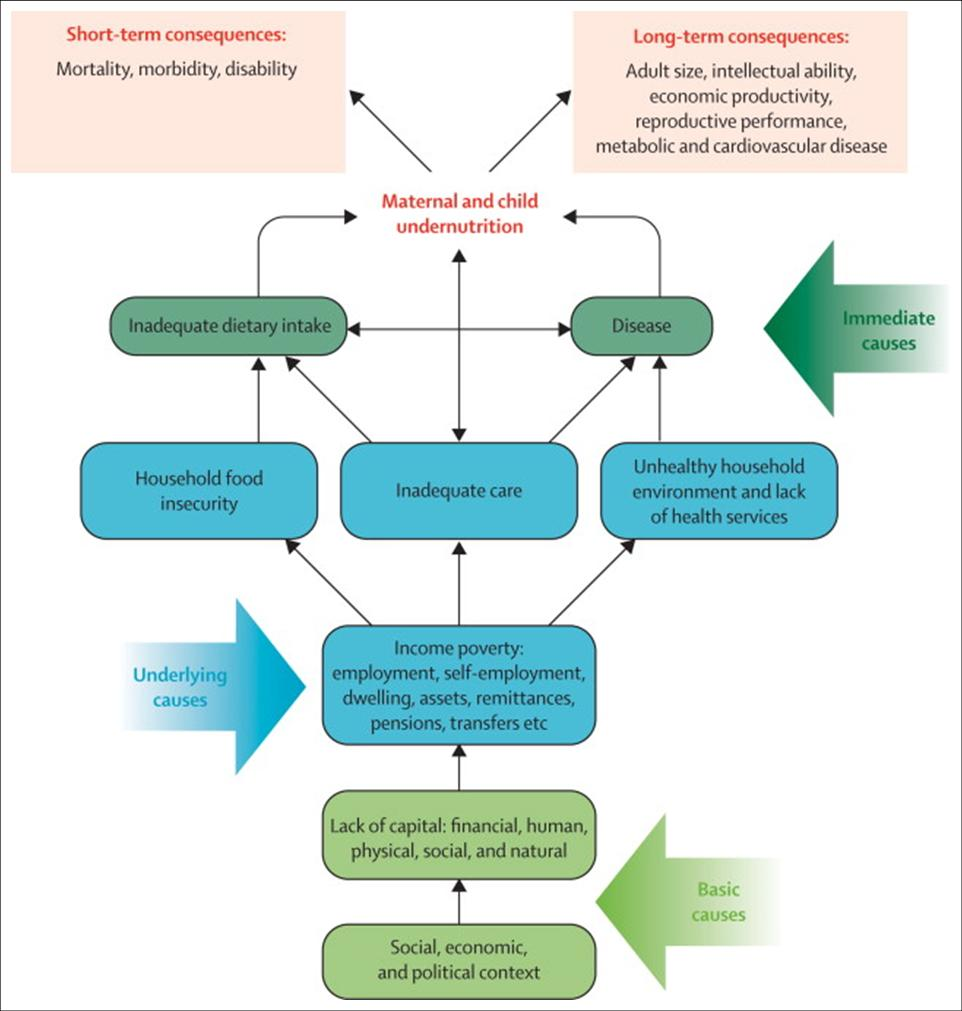 Short-term consequences:
Mortality, morbidity, disability
Long-term consequences:
Adult size, intellectual ability,
economic productivity,
reproductive performance,
metabolic and cardiovascular disease
Maternal and child
undernutrition
Inadequate dietary intake
Disease
Immediate
causes
Household food
insecurity
Inadequate care
Unhealthy household
environment and lack
of health services
Underlying
causes
Income poverty:
employment, self-employment,
dwelling, assets, remittances,
pensions, transfers etc
Lack of capital: financial, human,
physical, social, and natural
Basic
causes
Social, economic,
and political context